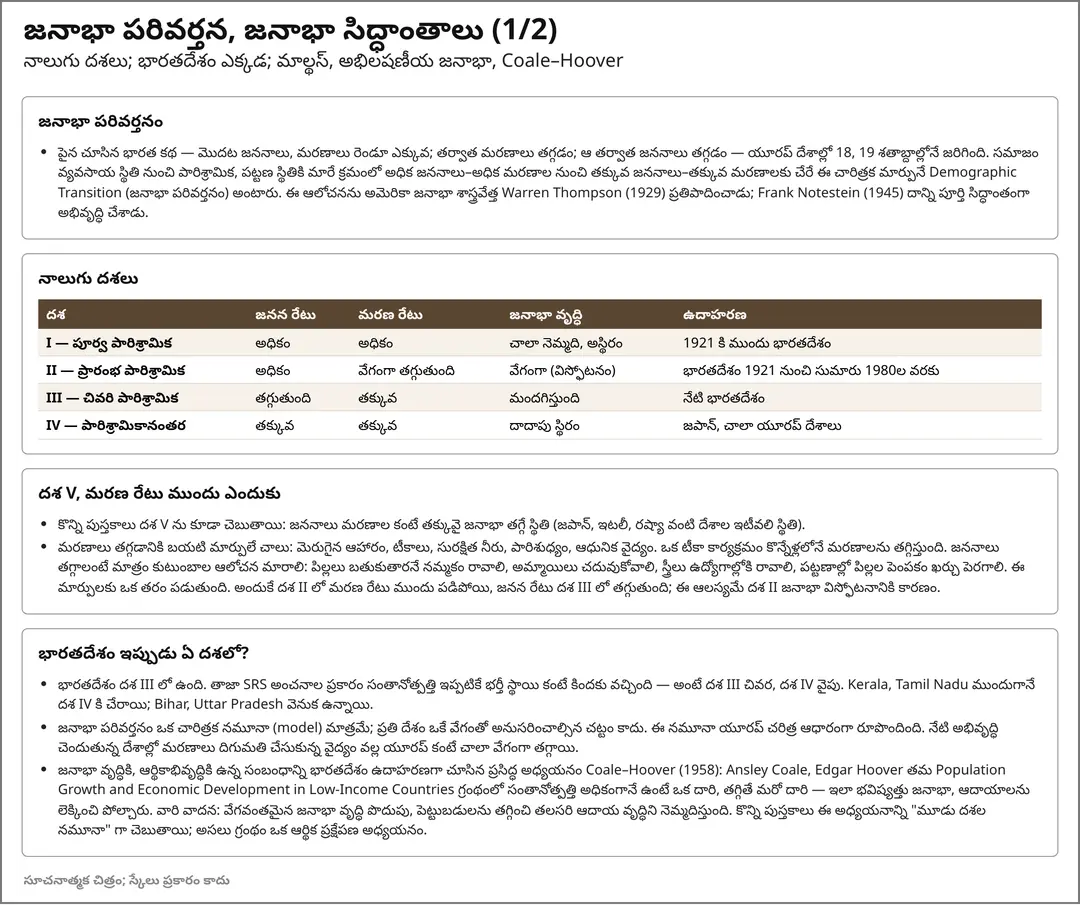 జనాభా పరివర్తన, జనాభా సిద్ధాంతాలు (1/2)
నాలుగు దశలు; భారతదేశం ఎక్కడ; మాల్థస్, అభిలషణీయ జనాభా, Coale–Hoover
జనాభా పరివర్తనం
• పైన చూసిన భారత కథ — మొదట జననాలు, మరణాలు రెండూ ఎక్కువ; తర్వాత మరణాలు తగ్గడం; ఆ తర్వాత జననాలు తగ్గడం — యూరప్ దేశాల్లో 18, 19 శతాబ్దాల్లోనే జరిగింది. సమాజం
వ్యవసాయ స్థితి నుంచి పారిశ్రామిక, పట్టణ స్థితికి మారే క్రమంలో అధిక జననాలు–అధిక మరణాల నుంచి తక్కువ జననాలు–తక్కువ మరణాలకు చేరే ఈ చారిత్రక మార్పునే Demographic
Transition (జనాభా పరివర్తనం) అంటారు. ఈ ఆలోచనను అమెరికా జనాభా శాస్త్రవేత్త Warren Thompson (1929) ప్రతిపాదించాడు; Frank Notestein (1945) దాన్ని పూర్తి సిద్ధాంతంగా
అభివృద్ధి చేశాడు.
నాలుగు దశలు
దశ జనన రేటు మరణ రేటు జనాభా వృద్ధి ఉదాహరణ
I — పూర్వ పారిశ్రామిక అధికం అధికం చాలా నెమ్మది, అస్థిరం 1921 కి ముందు భారతదేశం
II — ప్రారంభ పారిశ్రామిక అధికం వేగంగా తగ్గుతుంది వేగంగా (విస్ఫోటనం) భారతదేశం 1921 నుంచి సుమారు 1980ల వరకు
III — చివరి పారిశ్రామిక తగ్గుతుంది తక్కువ మందగిస్తుంది నేటి భారతదేశం
IV — పారిశ్రామికానంతర తక్కువ తక్కువ దాదాపు స్థిరం జపాన్, చాలా యూరప్ దేశాలు
దశ V, మరణ రేటు ముందు ఎందుకు
• కొన్ని పుస్తకాలు దశ V ను కూడా చెబుతాయి: జననాలు మరణాల కంటే తక్కువై జనాభా తగ్గే స్థితి (జపాన్, ఇటలీ, రష్యా వంటి దేశాల ఇటీవలి స్థితి).
• మరణాలు తగ్గడానికి బయటి మార్పులే చాలు: మెరుగైన ఆహారం, టీకాలు, సురక్షిత నీరు, పారిశుధ్యం, ఆధునిక వైద్యం. ఒక టీకా కార్యక్రమం కొన్నేళ్లలోనే మరణాలను తగ్గిస్తుంది. జననాలు
తగ్గాలంటే మాత్రం కుటుంబాల ఆలోచన మారాలి: పిల్లలు బతుకుతారనే నమ్మకం రావాలి, అమ్మాయిలు చదువుకోవాలి, స్త్రీలు ఉద్యోగాల్లోకి రావాలి, పట్టణాల్లో పిల్లల పెంపకం ఖర్చు పెరగాలి. ఈ
మార్పులకు ఒక తరం పడుతుంది. అందుకే దశ II లో మరణ రేటు ముందు పడిపోయి, జనన రేటు దశ III లో తగ్గుతుంది; ఈ ఆలస్యమే దశ II జనాభా విస్ఫోటనానికి కారణం.
భారతదేశం ఇప్పుడు ఏ దశలో?
• భారతదేశం దశ III లో ఉంది. తాజా SRS అంచనాల ప్రకారం సంతానోత్పత్తి ఇప్పటికే భర్తీ స్థాయి కంటే కిందకు వచ్చింది — అంటే దశ III చివర, దశ IV వైపు. Kerala, Tamil Nadu ముందుగానే
దశ IV కి చేరాయి; Bihar, Uttar Pradesh వెనుక ఉన్నాయి.
• జనాభా పరివర్తనం ఒక చారిత్రక నమూనా (model) మాత్రమే; ప్రతి దేశం ఒకే వేగంతో అనుసరించాల్సిన చట్టం కాదు. ఈ నమూనా యూరప్ చరిత్ర ఆధారంగా రూపొందింది. నేటి అభివృద్ధి
చెందుతున్న దేశాల్లో మరణాలు దిగుమతి చేసుకున్న వైద్యం వల్ల యూరప్ కంటే చాలా వేగంగా తగ్గాయి.
• జనాభా వృద్ధికి, ఆర్థికాభివృద్ధికి ఉన్న సంబంధాన్ని భారతదేశం ఉదాహరణగా చూసిన ప్రసిద్ధ అధ్యయనం Coale–Hoover (1958): Ansley Coale, Edgar Hoover తమ Population
Growth and Economic Development in Low-Income Countries గ్రంథంలో సంతానోత్పత్తి అధికంగానే ఉంటే ఒక దారి, తగ్గితే మరో దారి — ఇలా భవిష్యత్తు జనాభా, ఆదాయాలను
లెక్కించి పోల్చారు. వారి వాదన: వేగవంతమైన జనాభా వృద్ధి పొదుపు, పెట్టుబడులను తగ్గించి తలసరి ఆదాయ వృద్ధిని నెమ్మదిస్తుంది. కొన్ని పుస్తకాలు ఈ అధ్యయనాన్ని "మూడు దశల
నమూనా" గా చెబుతాయి; అసలు గ్రంథం ఒక ఆర్థిక ప్రక్షేపణ అధ్యయనం.
సూచనాత్మక చిత్రం; స్కేలు ప్రకారం కాదు